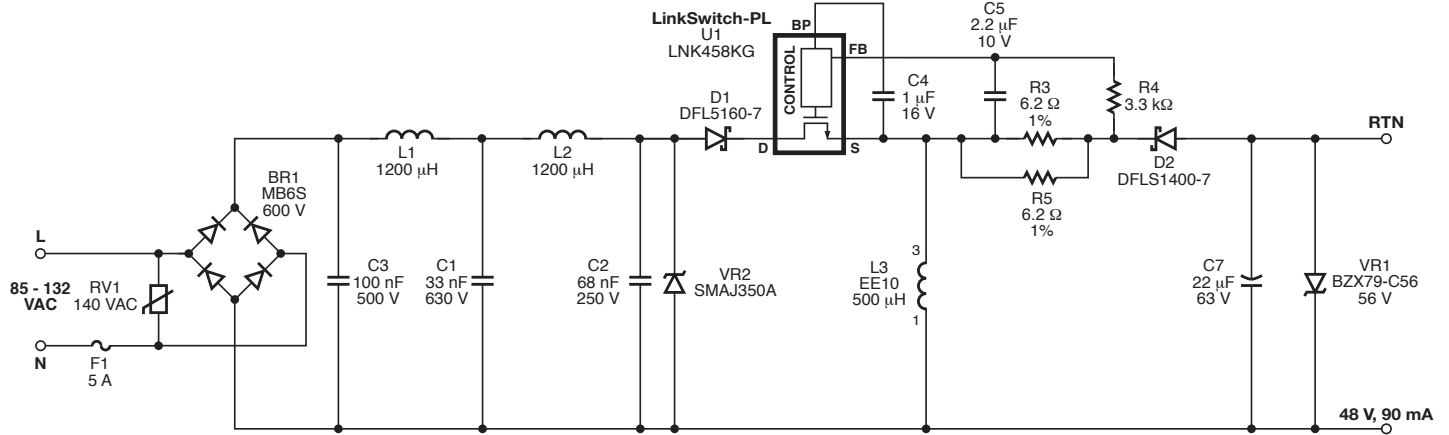 LinkSwitch-PL
U1
LNK458KG
BP
FB
CONTROL
D
S
C5
2.2 µF
10 V
C4
1 µF
16 V
R3
6.2 Ω
1%
R4
3.3 kΩ
D1
DFL5160-7
RTN
L1
1200 µH
L2
1200 µH
D2
DFLS1400-7
R5
6.2 Ω
1%
BR1
MB6S
600 V
L
85 - 132
VAC
RV1
140 VAC
N
F1
5 A
C3
100 nF
500 V
C1
33 nF
630 V
C2
68 nF
250 V
VR2
SMAJ350A
3
L3
EE10
500 µH
1
C7
22 µF
63 V
VR1
BZX79-C56
56 V
48 V, 90 mA